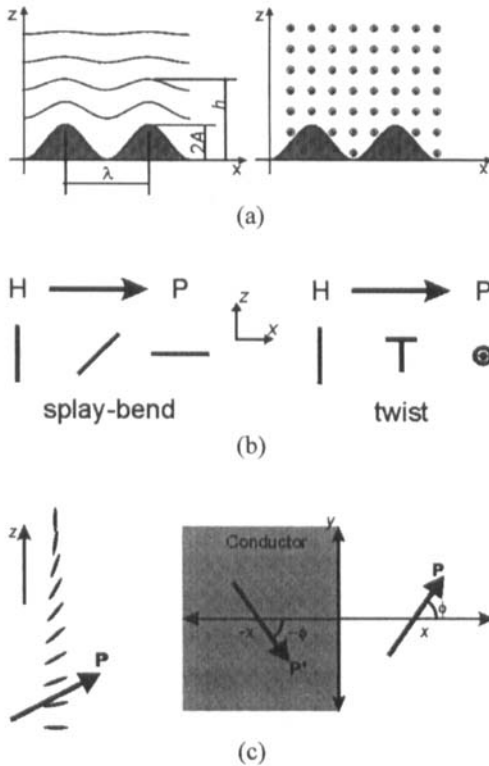 z
h
2A
λ
x
z
x
(a)
H P
z
x
H P
splay-bend
twist
(b)
z
P
y
Conductor
-x
-ϕ
P'
P
ϕ
x
(c)